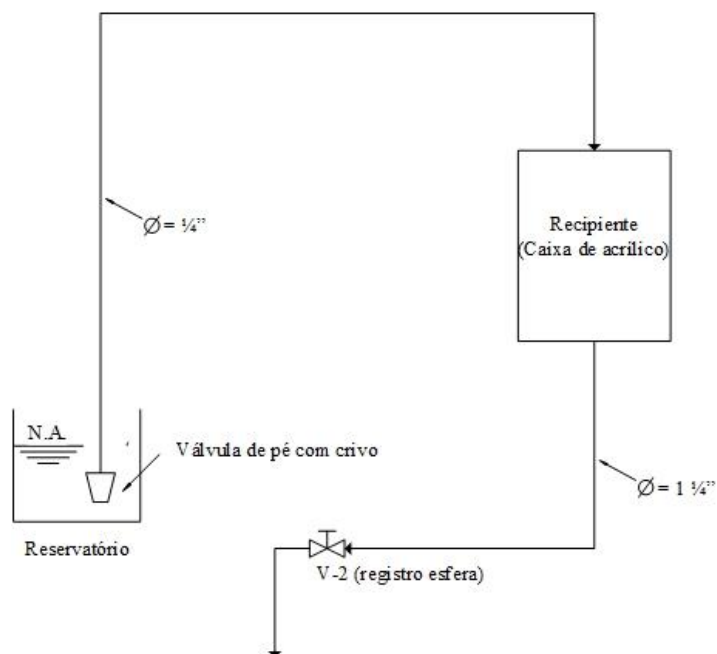 Ø = ¼”
Recipiente
(Caixa de acrílico)
N.A.
Válvula de pé com crivo
Ø = 1 ¼”
Reservatório
V-2 (registro esfera)